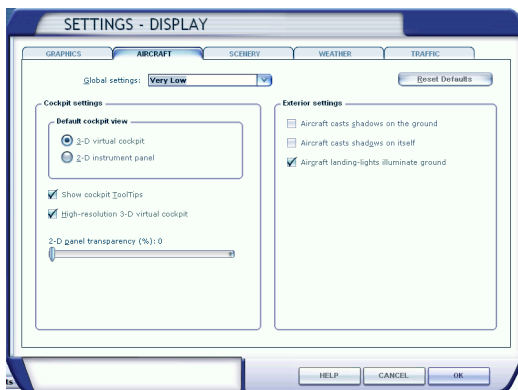 SETTINGS - DISPLAY
GRAPHICS AIRCRAFT SCENERY WEATHER TRAFFIC
Global settings: Very Low
Reset Defaults
Cockpit settings
Default cockpit view
3-D virtual cockpit
2-D instrument panel
Show cockpit ToolTips
High-resolution 3-D virtual cockpit
2-D panel transparency (%): 0
Exterior settings
Aircraft casts shadows on the ground
Aircraft casts shadows on itself
Aircraft landing-lights illuminate ground
ts
HELP CANCEL OK